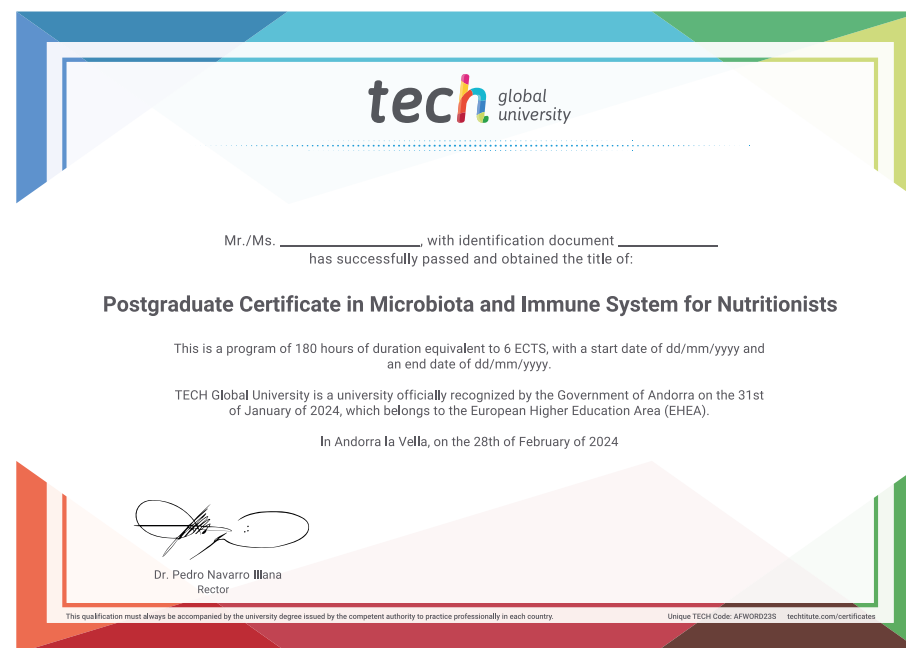 tech global
university
Mr./Ms. ____________________, with identification document ______________
has successfully passed and obtained the title of:
Postgraduate Certificate in Microbiota and Immune System for Nutritionists
This is a program of 180 hours of duration equivalent to 6 ECTS, with a start date of dd/mm/yyyy and
an end date of dd/mm/yyyy.
TECH Global University is a university officially recognized by the Government of Andorra on the 31st
of January of 2024, which belongs to the European Higher Education Area (EHEA).
In Andorra la Vella, on the 28th of February of 2024
Dr. Pedro Navarro Illana
Rector
This qualification must always be accompanied by the university degree issued by the competent authority to practice professionally in each country. Unique TECH Code: AFWORD23S techtitute.com/certificates